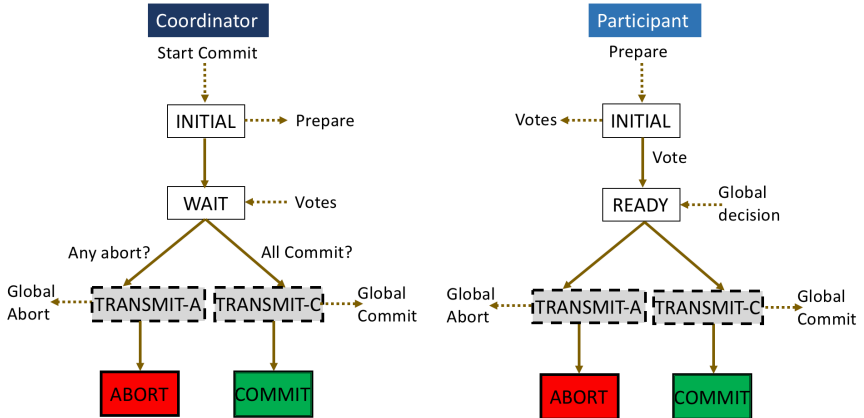 Coordinator
Start Commit
INITIAL
Prepare
WAIT
Votes
Any abort?
All Commit?
Global
Abort
TRANSMIT-A
TRANSMIT-C
Global
Commit
ABORT
COMMIT
Participant
Prepare
Votes
INITIAL
Vote
READY
Global
decision
Global
Abort
TRANSMIT-A
TRANSMIT-C
Global
Commit
ABORT
COMMIT